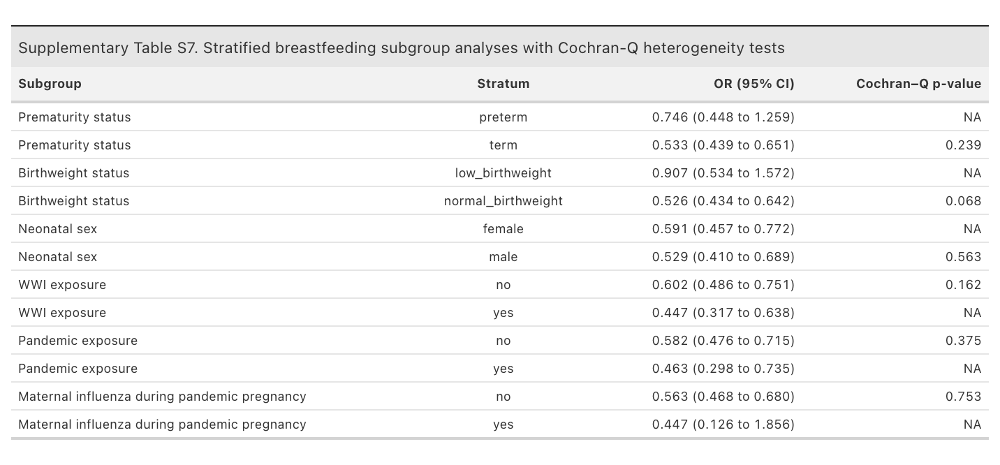 Supplementary Table S7. Stratified breastfeeding subgroup analyses with Cochran-Q heterogeneity tests
Subgroup Stratum OR (95% CI) Cochran–Q p-value
Prematurity status preterm 0.746 (0.448 to 1.259) NA
Prematurity status term 0.533 (0.439 to 0.651) 0.239
Birthweight status low_birthweight 0.907 (0.534 to 1.572) NA
Birthweight status normal_birthweight 0.526 (0.434 to 0.642) 0.068
Neonatal sex female 0.591 (0.457 to 0.772) NA
Neonatal sex male 0.529 (0.410 to 0.689) 0.563
WWI exposure no 0.602 (0.486 to 0.751) 0.162
WWI exposure yes 0.447 (0.317 to 0.638) NA
Pandemic exposure no 0.582 (0.476 to 0.715) 0.375
Pandemic exposure yes 0.463 (0.298 to 0.735) NA
Maternal influenza during pandemic pregnancy no 0.563 (0.468 to 0.680) 0.753
Maternal influenza during pandemic pregnancy yes 0.447 (0.126 to 1.856) NA